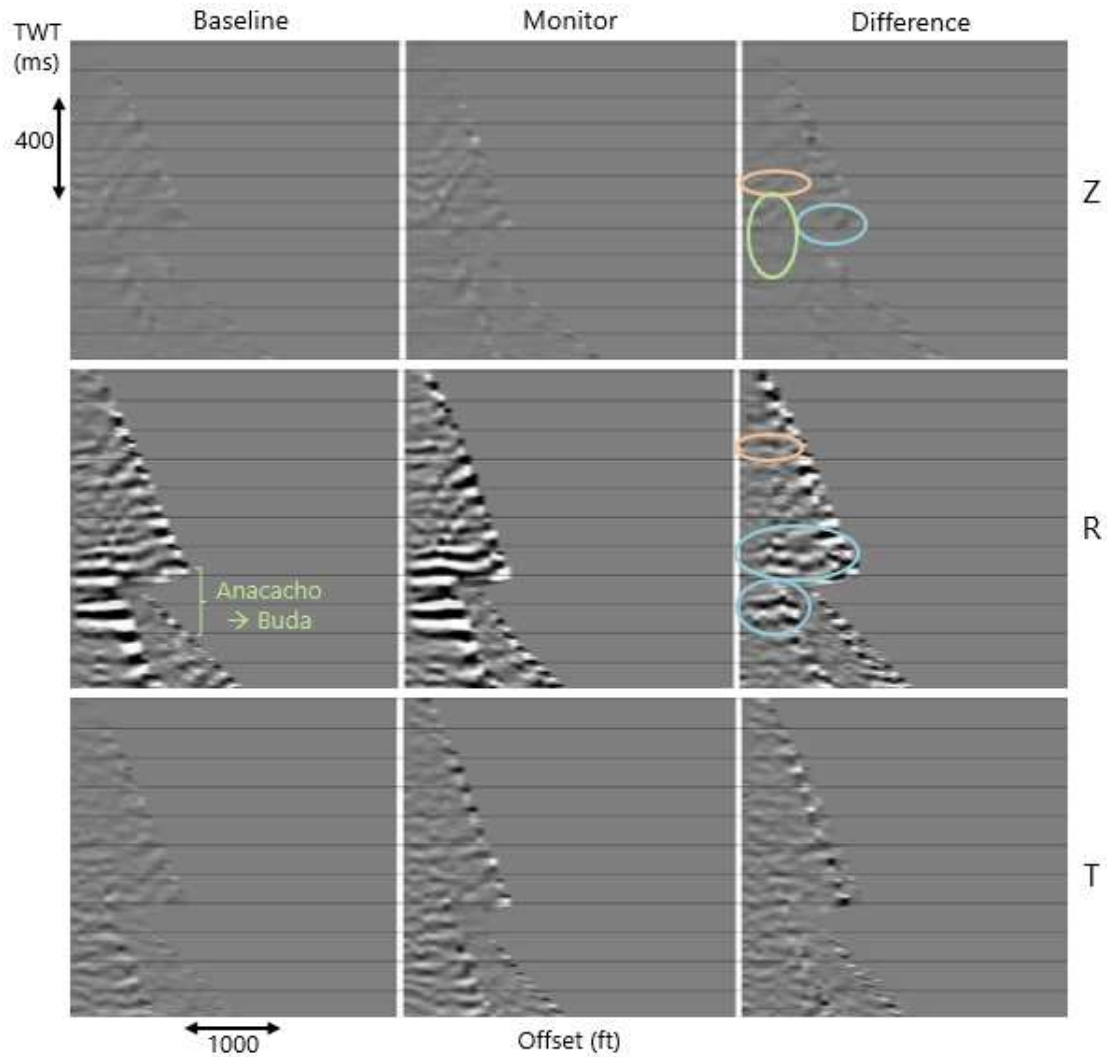 Baseline Monitor Difference
TWT
(ms)
400
Z
R
Anacacho
→ Buda
T
1000
Offset (ft)